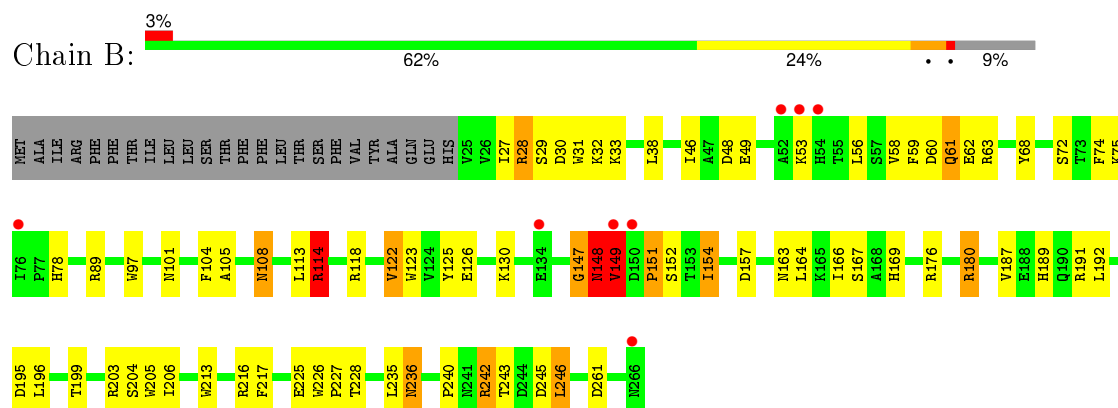 3%
Chain B:
62% 24% • • 9%
MET ALA ILE ARG PHE PHE THR ILE LEU LEU SER THR PHE PHE LEU THR SER PHE VAL TYR ALA GLN GLU HIS V25 V26 I27 R28 S29 D30 W31 K32 K33 L38 I46 A47 D48 E49 A52 K53 H54 T55 L56 S57 V58 F59 D60 Q61 E62 R63 Y68 S72 T73 F74 K75
I76 P77 H78 R89 W97 N101 F104 A105 N108 L113 R114 R118 V122 W123 V124 Y125 E126 K130 E134 G147 N148 V149 D150 P151 S152 T153 I154 D157 N163 L164 K165 I166 S167 A168 H169 R176 R180 V187 E188 H189 Q190 R191 L192
D195 L196 T199 R203 S204 W205 I206 W213 R216 F217 E225 W226 P227 T228 L235 N236 P240 N241 R242 T243 D244 D245 L246 D261 N266